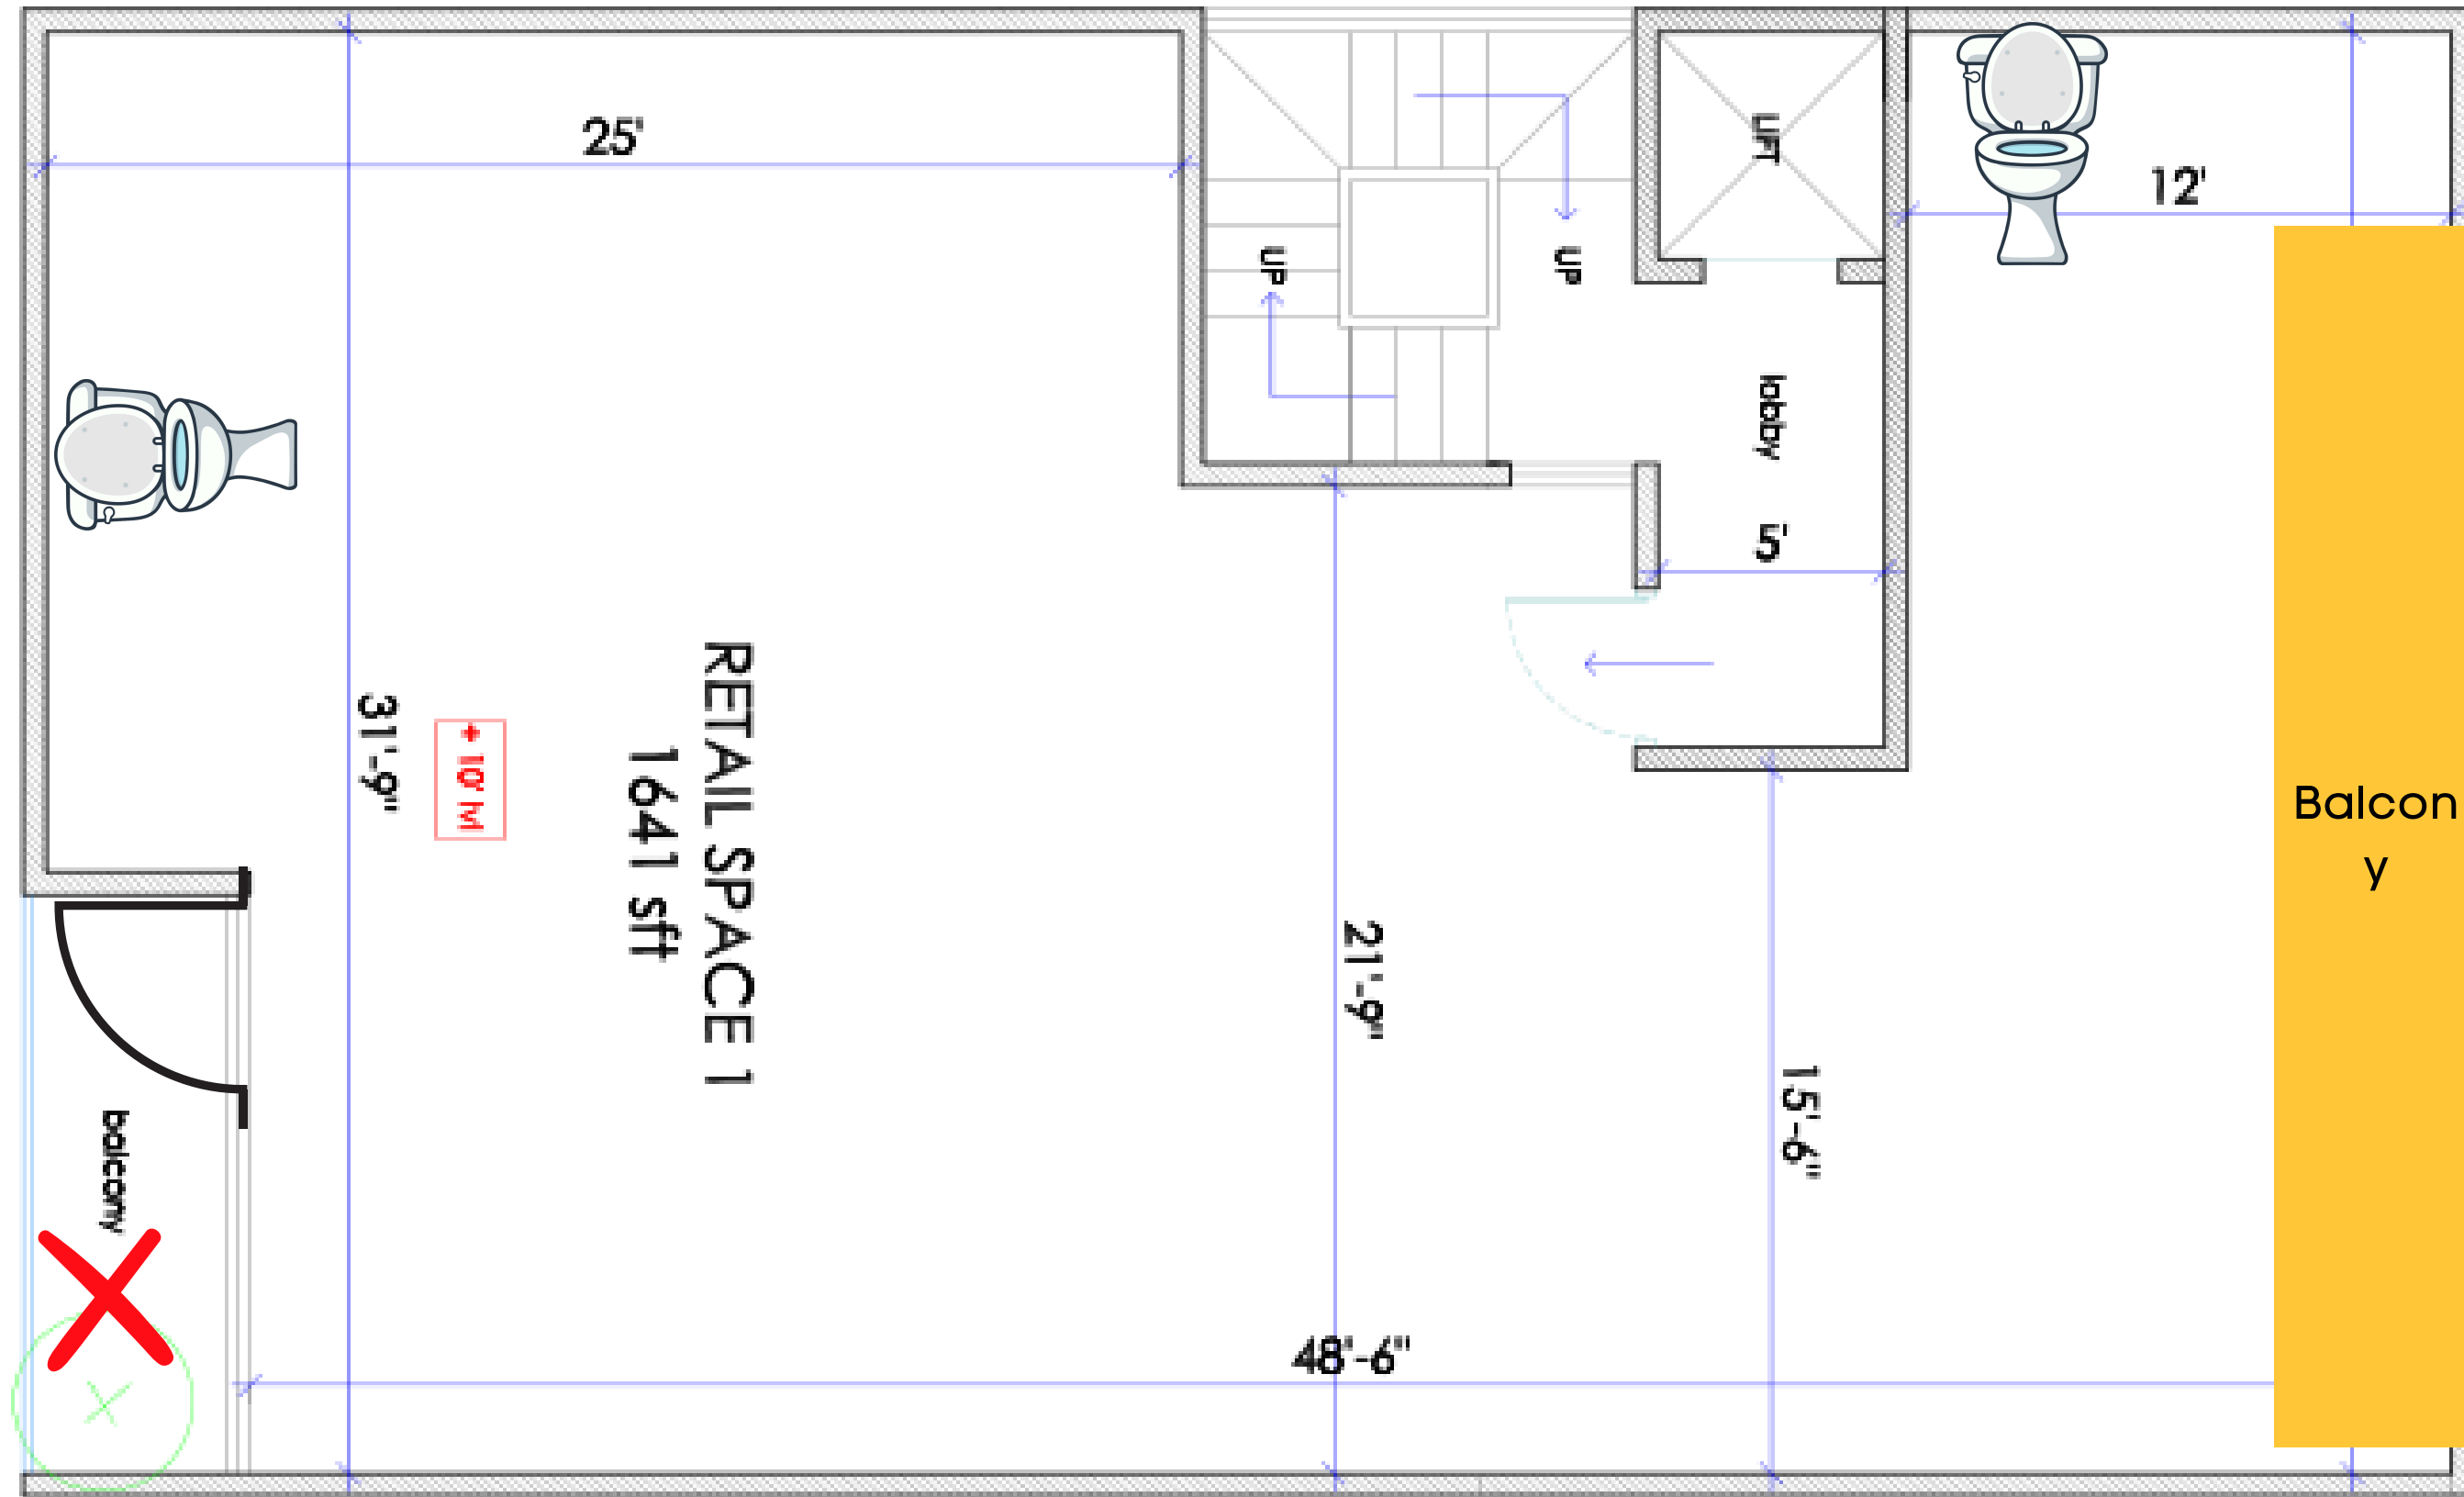 25'
UP
UP
LIFT
12'
lobby
5'
RETAIL SPACE 1
1641 sft
31'-9"
+ 10' M
Balcon
y
21'-9"
15'-6"
balcony
48'-6"